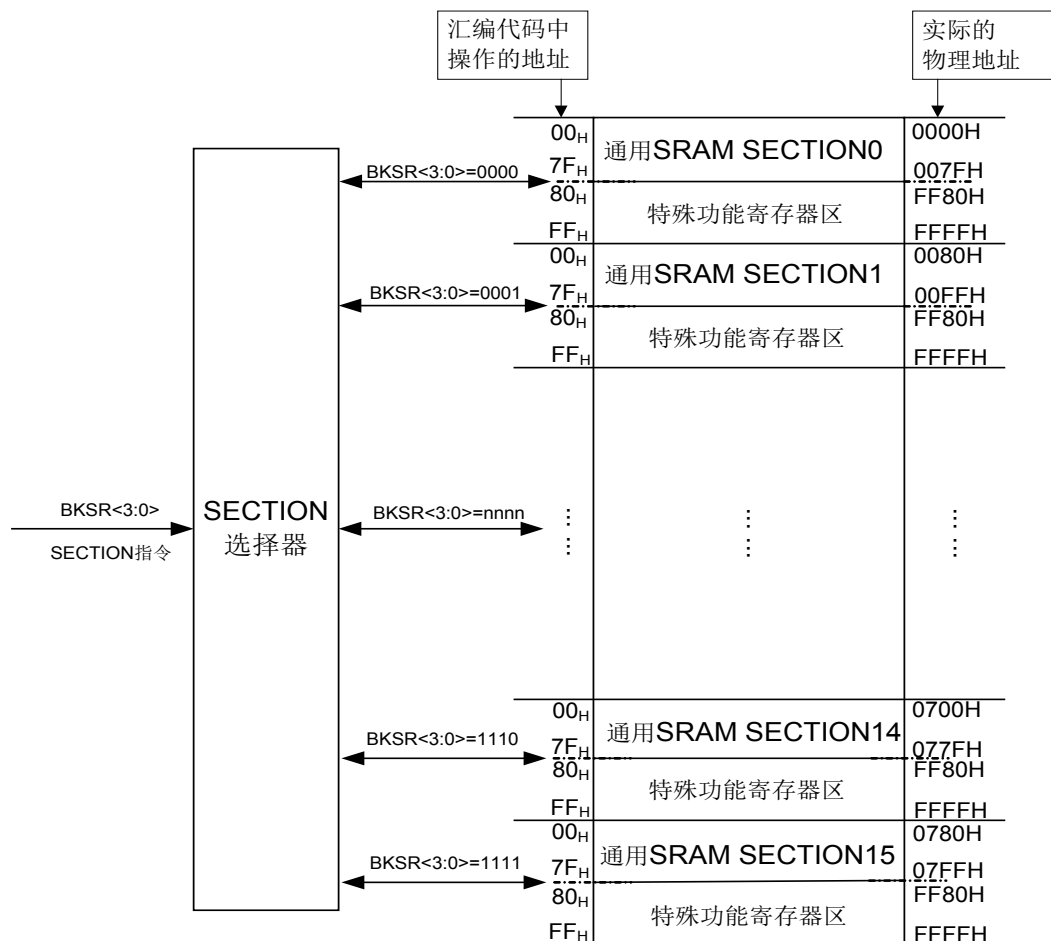 汇编代码中
操作的地址
实际的
物理地址
00H
通用SRAM SECTION0
0000H
BKSR<3:0>=0000
7FH
007FH
80H
特殊功能寄存器区
FF80H
FFH
FFFFH
00H
通用SRAM SECTION1
0080H
BKSR<3:0>=0001
7FH
00FFH
80H
特殊功能寄存器区
FF80H
FFH
FFFFH
BKSR<3:0>
SECTION指令
SECTION
选择器
BKSR<3:0>=nnnn
00H
通用SRAM SECTION14
0700H
BKSR<3:0>=1110
7FH
077FH
80H
特殊功能寄存器区
FF80H
FFH
FFFFH
00H
通用SRAM SECTION15
0780H
BKSR<3:0>=1111
7FH
07FFH
80H
特殊功能寄存器区
FF80H
FFH
FFFFH